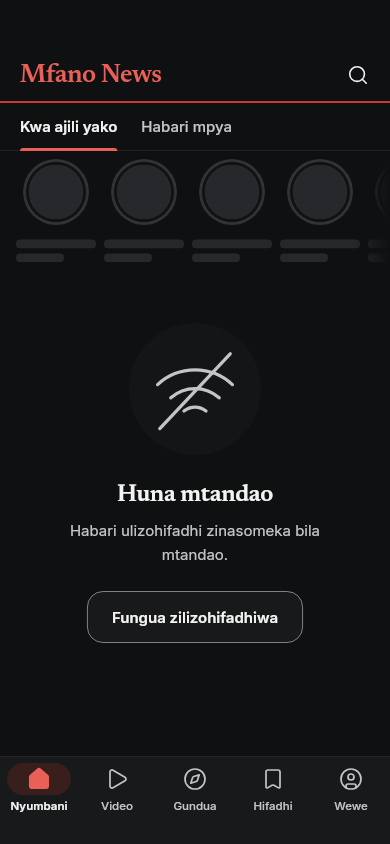 Mfano News
Kwa ajili yako
Habari mpya
Huna mtandao
Habari ulizohifadhi zinasomeka bila
mtandao.
Fungua zilizohifadhiwa
Nyumbani
Video
Gundua
Hifadhi
Wewe